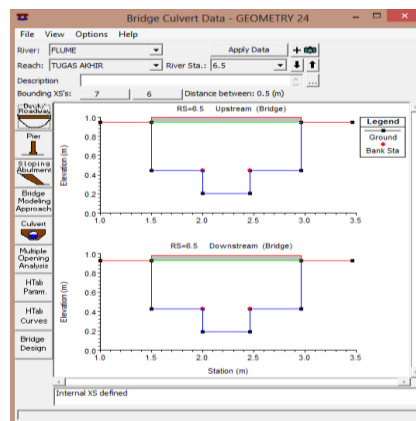 Bridge Culvert Data - GEOMETRY 24
File View Options Help
River: FLUME Apply Data
Reach: TUGAS AKHIR River Sta.: 6.5
Description
Bounding XS's: 7 6 Distance between: 0.5 (m)
Deck/
Roadway
Pier
Sloping
Abutment
Bridge
Modeling
Approach
Culvert
Multiple
Opening
Analysis
HTab
Param.
HTab
Curves
Bridge
Design
RS=6.5 Upstream (Bridge)
Elevation (m)
1.0
0.8
0.6
0.4
0.2
0.0
1.0 1.5 2.0 2.5 3.0 3.5
Legend
Ground
Bank Sta
RS=6.5 Downstream (Bridge)
Elevation (m)
1.0
0.8
0.6
0.4
0.2
0.0
1.0 1.5 2.0 2.5 3.0 3.5
Station (m)
Internal XS defined